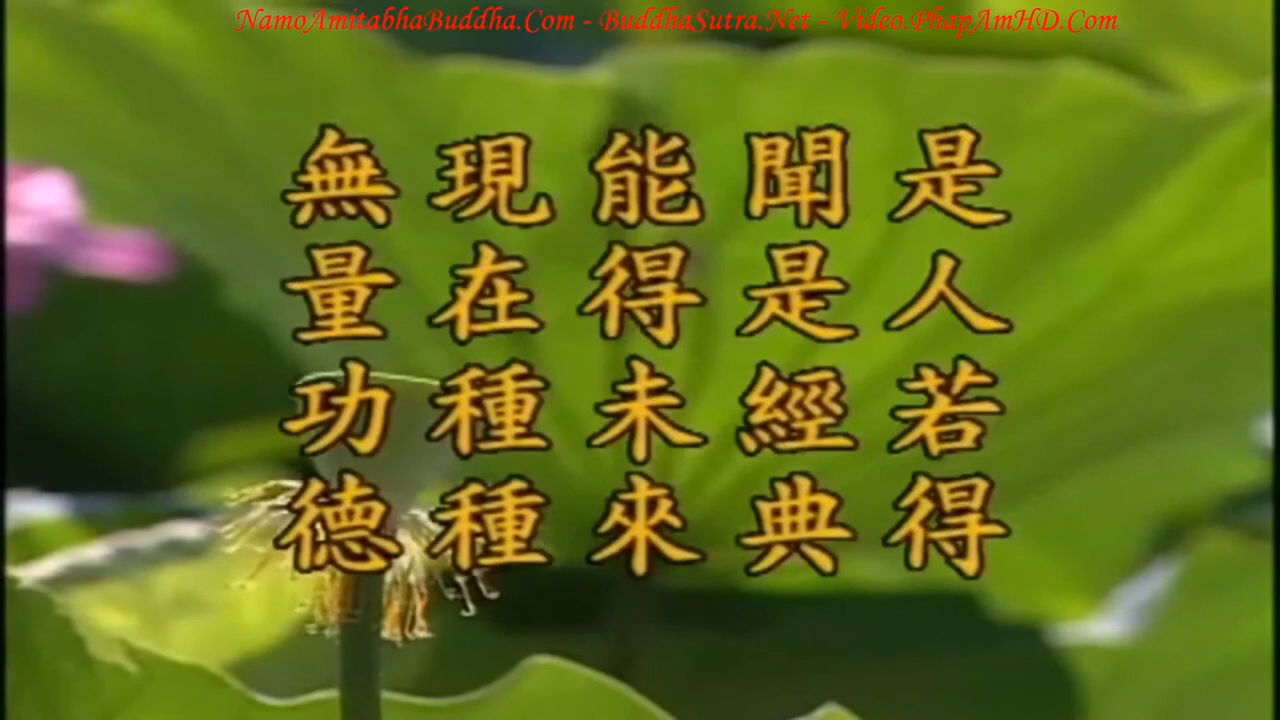 NamoAmitabhaBuddha.Com - BuddhaSutra.Net - Video.PhapAmHD.Com
是人若得
聞是經典
能得未來
現在種種
無量功德